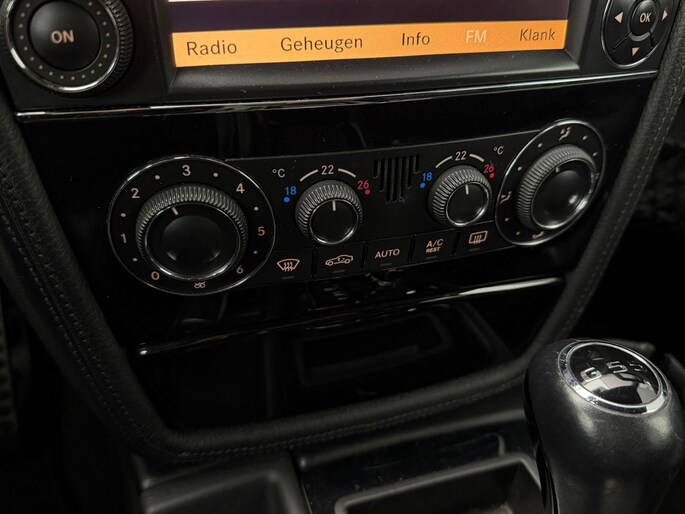 ON
OK
Radio Geheugen Info FM Klank
°C 22 22 °C
18 26 18 26
0 1 2 3 4 5 6
AUTO A/C
REST
G 55